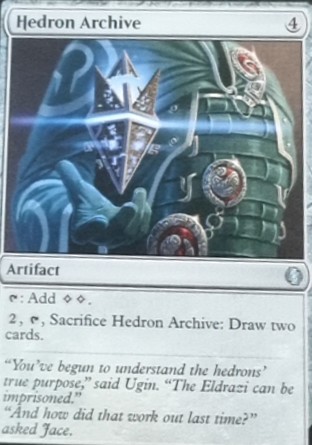 Hedron Archive 4
Artifact
: Add ◇◇.
2, , Sacrifice Hedron Archive: Draw two
cards.
"You've begun to understand the hedrons'
true purpose," said Ugin. "The Eldrazi can be
imprisoned."
"And how did that work out last time?"
asked Jace.